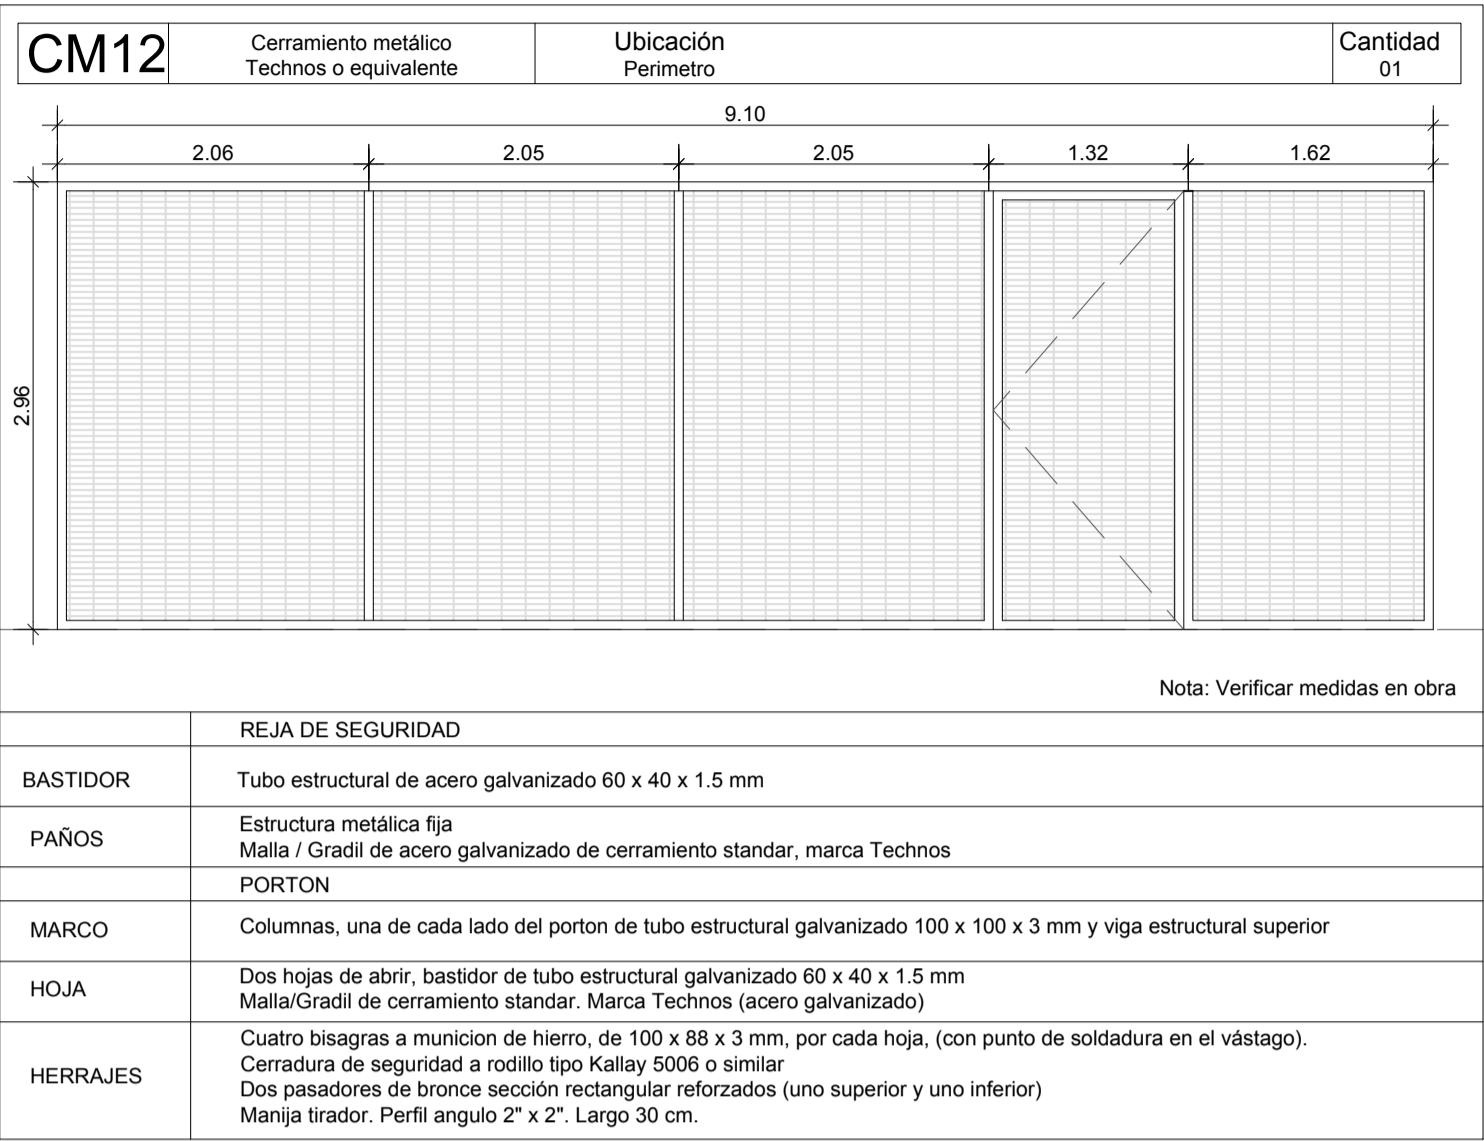 CM12
Cerramiento metálico
Technos o equivalente
Ubicación
Perimetro
Cantidad
01
9.10
2.06
2.05
2.05
1.32
1.62
2.96
Nota: Verificar medidas en obra
REJA DE SEGURIDAD
BASTIDOR
Tubo estructural de acero galvanizado 60 x 40 x 1.5 mm
PAÑOS
Estructura metálica fija
Malla / Gradil de acero galvanizado de cerramiento standar, marca Technos
PORTON
MARCO
Columnas, una de cada lado del porton de tubo estructural galvanizado 100 x 100 x 3 mm y viga estructural superior
HOJA
Dos hojas de abrir, bastidor de tubo estructural galvanizado 60 x 40 x 1.5 mm
Malla/Gradil de cerramiento standar. Marca Technos (acero galvanizado)
HERRAJES
Cuatro bisagras a municion de hierro, de 100 x 88 x 3 mm, por cada hoja, (con punto de soldadura en el vástago).
Cerradura de seguridad a rodillo tipo Kallay 5006 o similar
Dos pasadores de bronce sección rectangular reforzados (uno superior y uno inferior)
Manija tirador. Perfil angulo 2" x 2". Largo 30 cm.